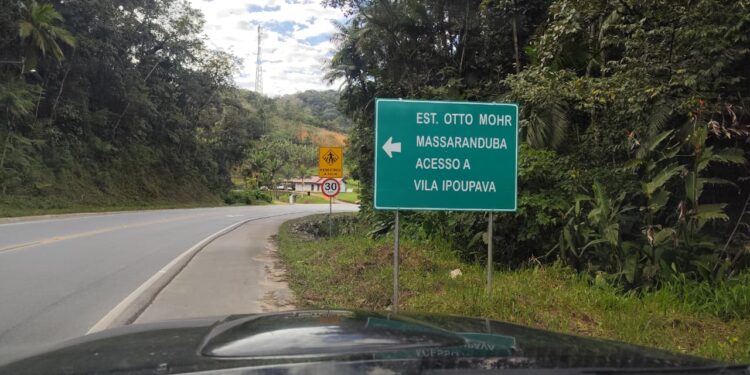 EST. OTTO MOHR
MASSARANDUBA
ACESSO A
VILA IPOUPAVA
30